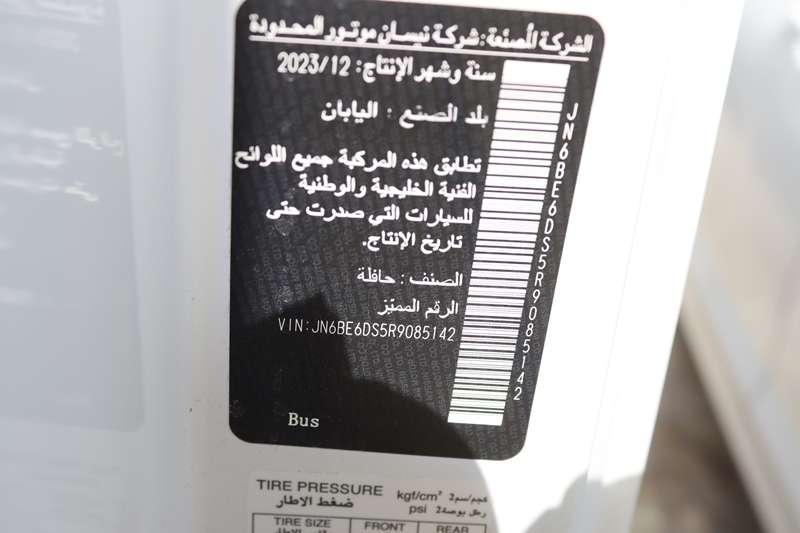 الشركة المصنعة: شركة نيسان موتور المحدودة
سنة وشهر الإنتاج: 2023/12
بلد الصنع : اليابان
تطابق هذه المركبة جميع اللوائح
الفنية الخليجية والوطنية
للسيارات التي صدرت حتى
تاريخ الإنتاج.
الصنف : حافلة
الرقم المميّز
VIN:JN6BE6DS5R9085142
Bus
JN6BE6DS5R9085142
TIRE PRESSURE kgf/cm² كجم/سم2
ضغط الاطار psi رطل بوصة2
TIRE SIZE FRONT REAR